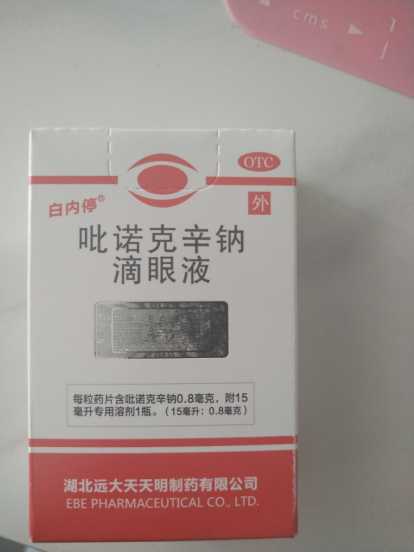 cms
OTC
白内停®
外
吡诺克辛钠
滴眼液
每粒药片含吡诺克辛钠0.8毫克，附15
毫升专用溶剂1瓶。（15毫升：0.8毫克）
湖北远大天天明制药有限公司
EBE PHARMACEUTICAL CO., LTD.